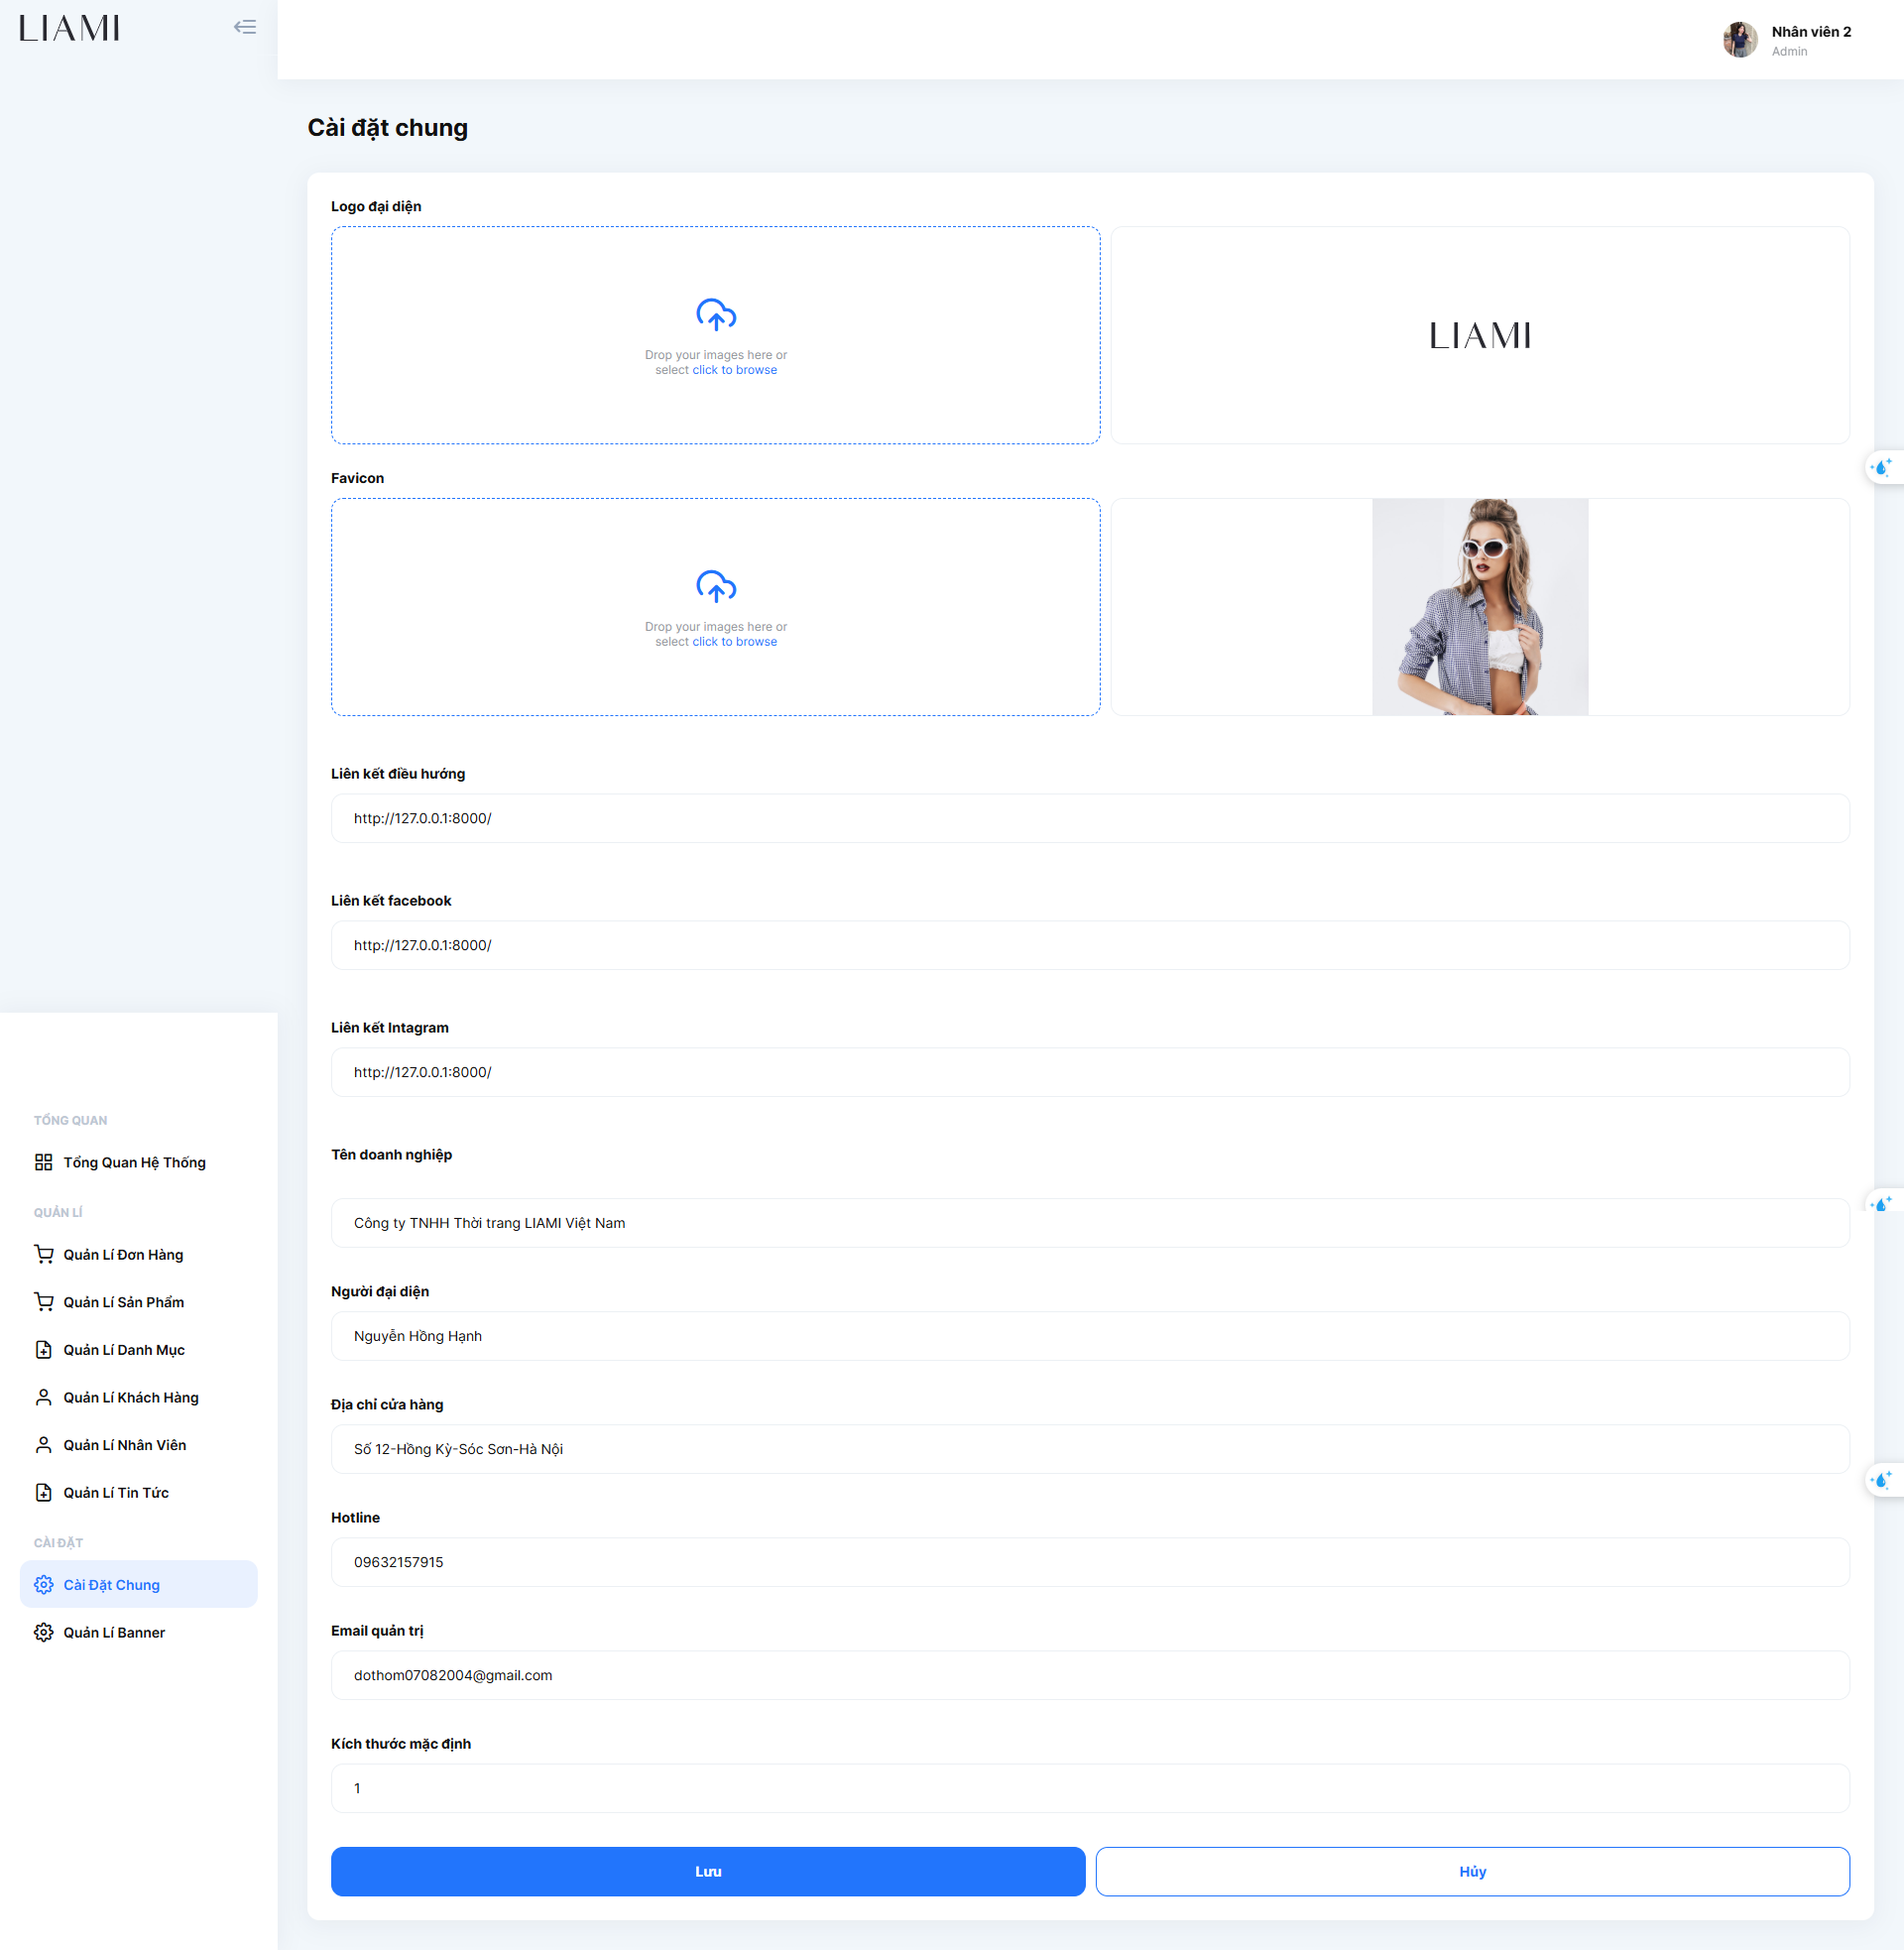 LIAMI
Nhân viên 2
Admin
Cài đặt chung
Logo đại diện
Drop your images here or
select click to browse
LIAMI
Favicon
Drop your images here or
select click to browse
Liên kết điều hướng
http://127.0.0.1:8000/
Liên kết facebook
http://127.0.0.1:8000/
Liên kết Intagram
http://127.0.0.1:8000/
Tên doanh nghiệp
Công ty TNHH Thời trang LIAMI Việt Nam
Người đại diện
Nguyễn Hồng Hạnh
Địa chỉ cửa hàng
Số 12-Hồng Kỳ-Sóc Sơn-Hà Nội
Hotline
09632157915
Email quản trị
dothom07082004@gmail.com
Kích thước mặc định
1
Lưu
Hủy
TỔNG QUAN
Tổng Quan Hệ Thống
QUẢN LÍ
Quản Lí Đơn Hàng
Quản Lí Sản Phẩm
Quản Lí Danh Mục
Quản Lí Khách Hàng
Quản Lí Nhân Viên
Quản Lí Tin Tức
CÀI ĐẶT
Cài Đặt Chung
Quản Lí Banner